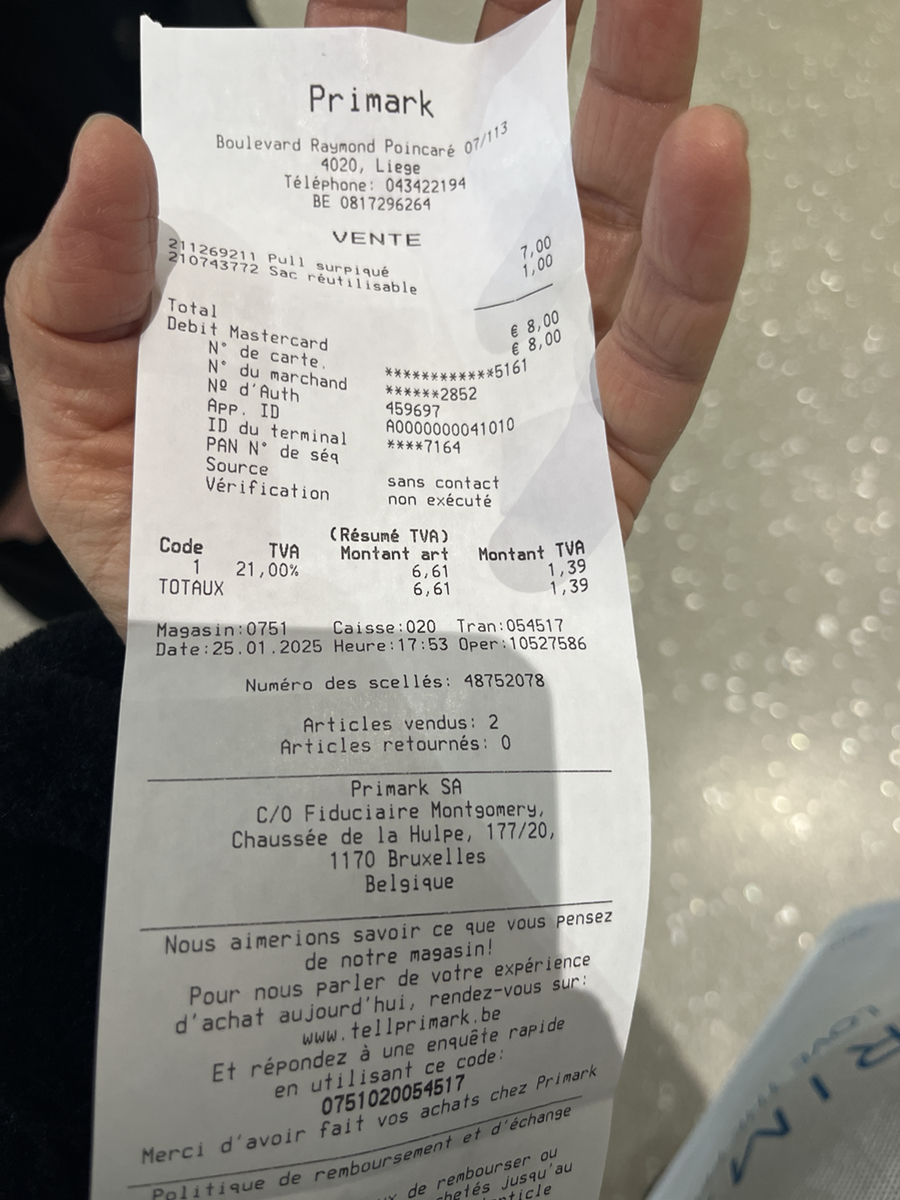 Primark
Boulevard Raymond Poincaré 07/113
4020, Liege
Téléphone: 043422194
BE 0817296264
VENTE
211269211 Pull surpiqué 7,00
210743772 Sac réutilisable 1,00
Total € 8,00
Debit Mastercard € 8,00
N° de carte. ************5161
N° du marchand ******2852
Nº d'Auth 459697
App. ID A0000000041010
ID du terminal ****7164
PAN N° de séq
Source sans contact
Vérification non exécuté
(Résumé TVA)
Code TVA Montant art Montant TVA
1 21,00% 6,61 1,39
TOTAUX 6,61 1,39
Magasin:0751 Caisse:020 Tran:054517
Date:25.01.2025 Heure:17:53 Oper:10527586
Numéro des scellés: 48752078
Articles vendus: 2
Articles retournés: 0
Primark SA
C/O Fiduciaire Montgomery,
Chaussée de la Hulpe, 177/20,
1170 Bruxelles
Belgique
Nous aimerions savoir ce que vous pensez
de notre magasin!
Pour nous parler de votre expérience
d'achat aujourd'hui, rendez-vous sur:
www.tellprimark.be
Et répondez à une enquête rapide
en utilisant ce code:
0751020054517
Merci d'avoir fait vos achats chez Primark
Politique de remboursement et d'échange
de rembourser ou
jusqu'au
RIM